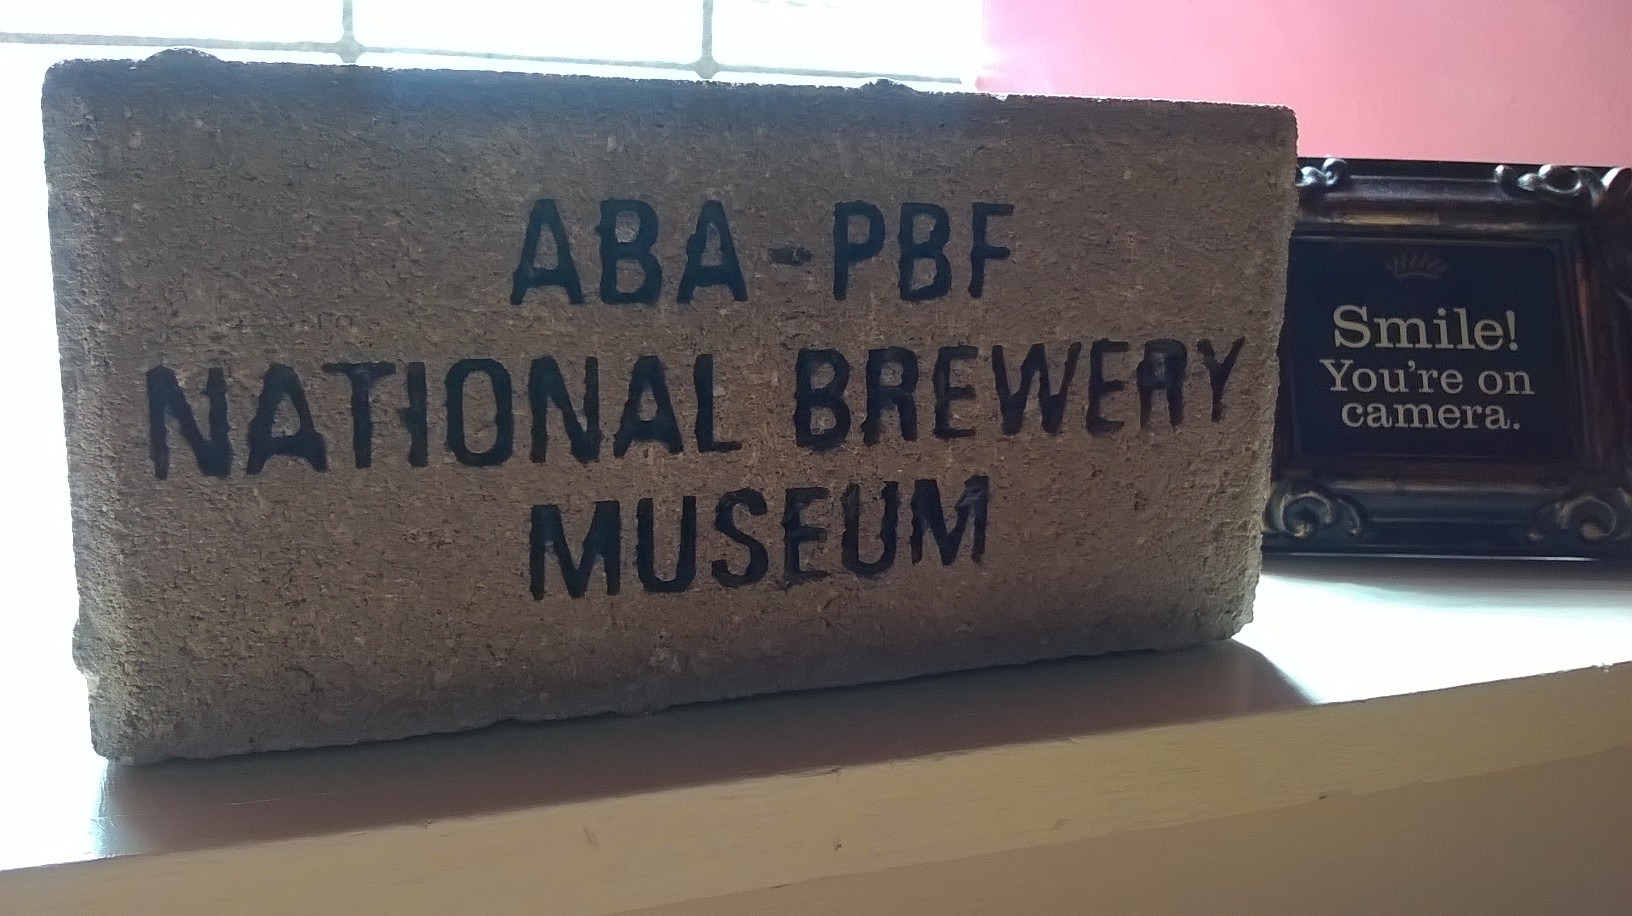 ABA-PBF
NATIONAL BREWERY
MUSEUM
Smile!
You're on
camera.